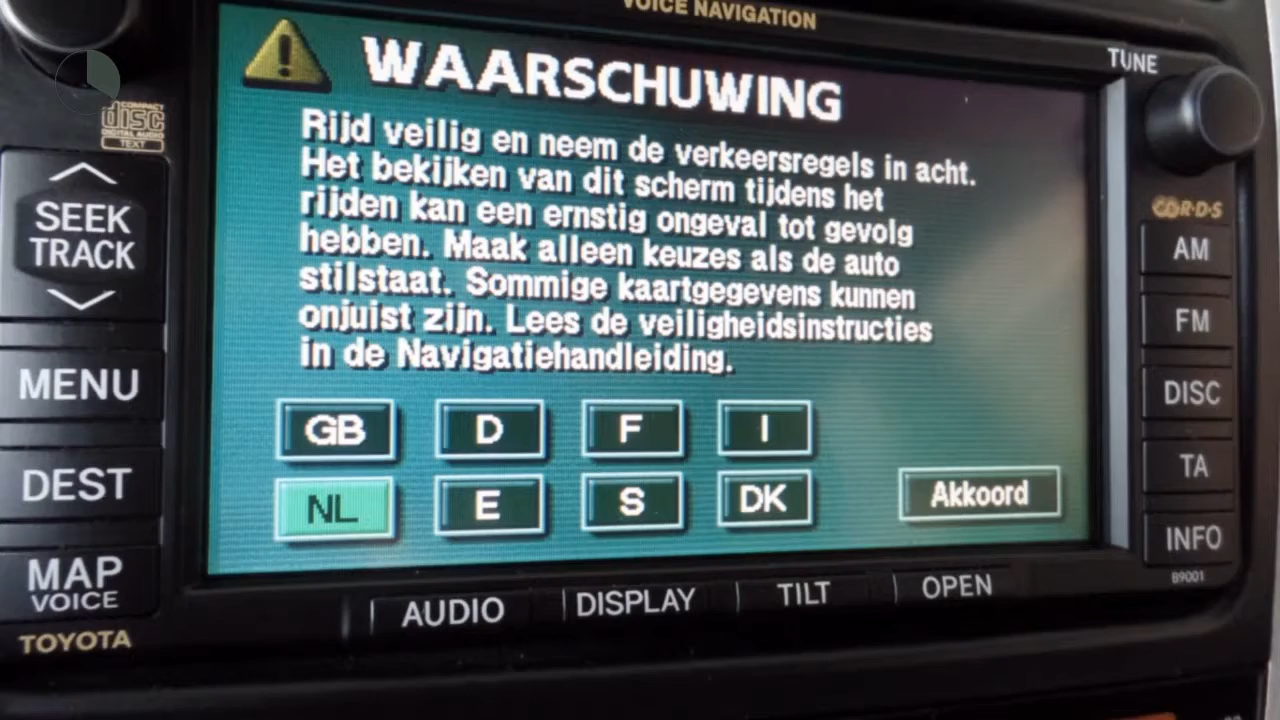 VOICE NAVIGATION
TUNE
COMPACT
disc
DIGITAL AUDIO
TEXT
WAARSCHUWING
Rijd veilig en neem de verkeersregels in acht.
Het bekijken van dit scherm tijdens het
rijden kan een ernstig ongeval tot gevolg
hebben. Maak alleen keuzes als de auto
stilstaat. Sommige kaartgegevens kunnen
onjuist zijn. Lees de veiligheidsinstructies
in de Navigatiehandleiding.
GB D F I
NL E S DK Akkoord
SEEK
TRACK
MENU
DEST
MAP
VOICE
TOYOTA
AUDIO DISPLAY TILT OPEN
R·D·S
AM
FM
DISC
TA
INFO
B9001